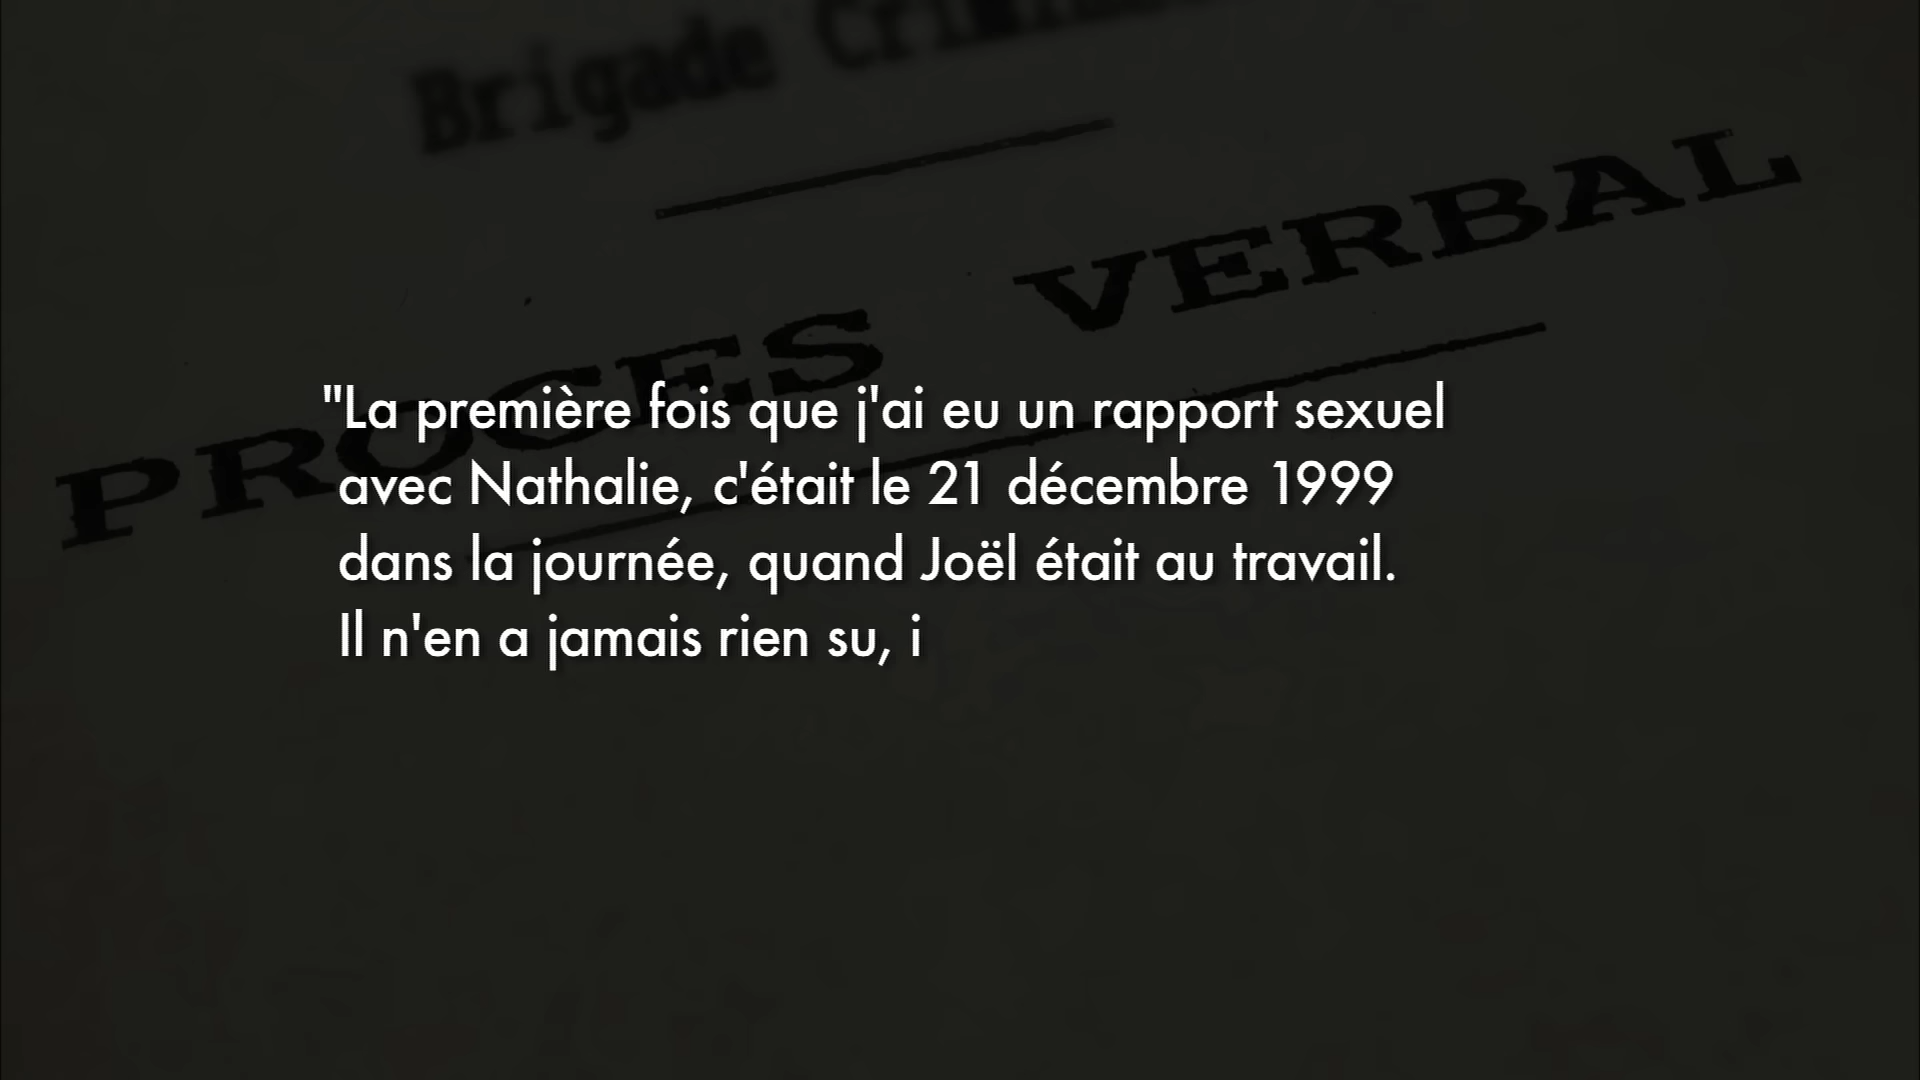 Brigade
PROCES VERBAL
"La première fois que j'ai eu un rapport sexuel
avec Nathalie, c'était le 21 décembre 1999
dans la journée, quand Joël était au travail.
Il n'en a jamais rien su, i